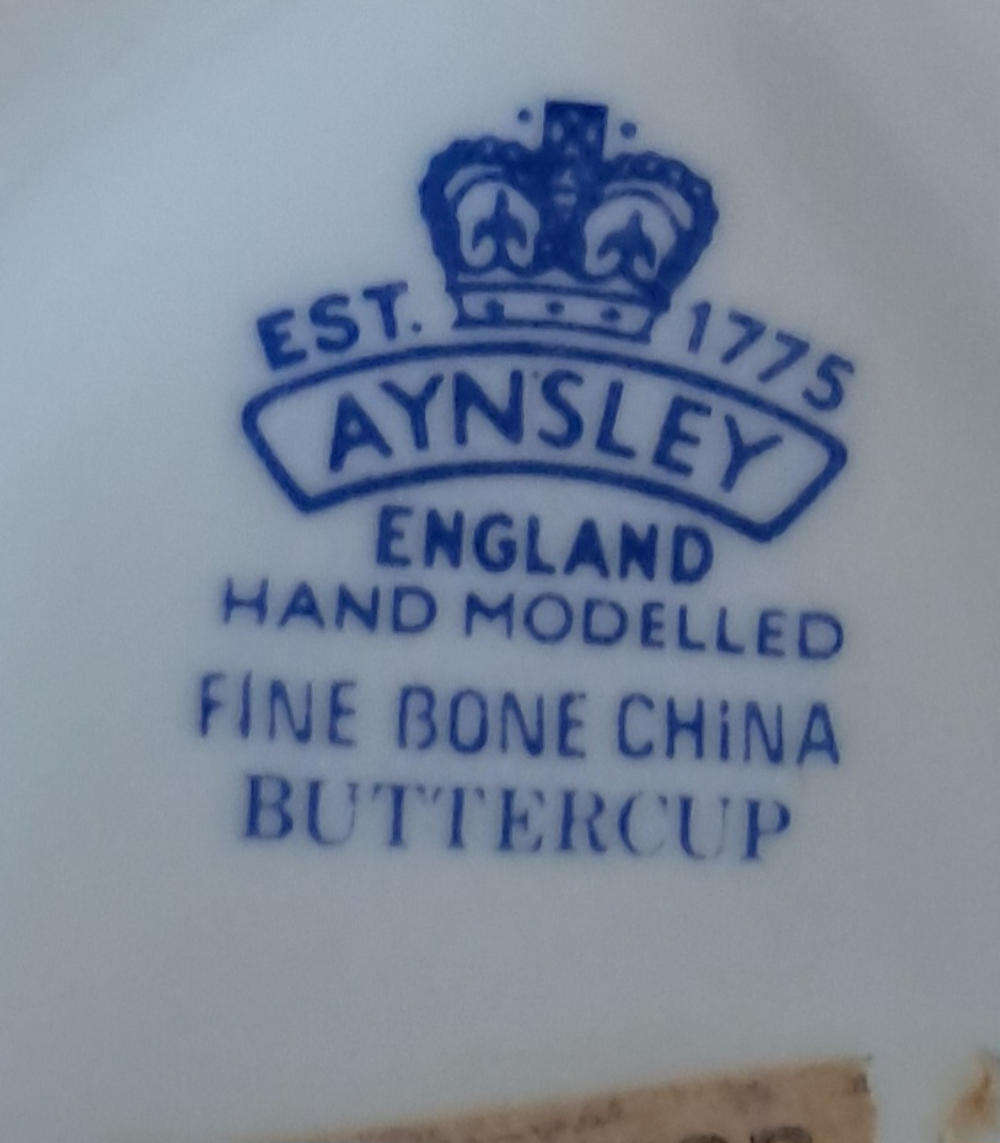 EST. 1775
AYNSLEY
ENGLAND
HAND MODELLED
FINE BONE CHiNA
BUTTERCUP